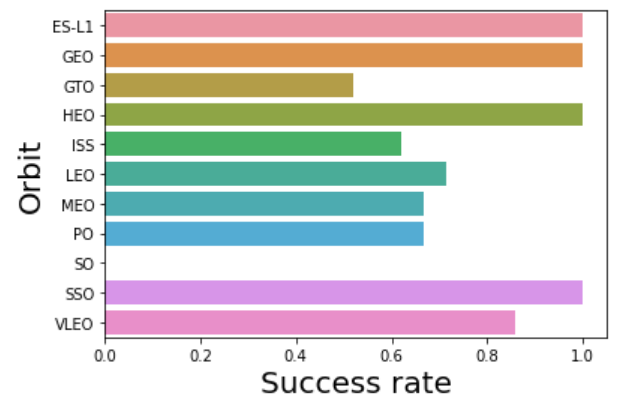 ES-L1
GEO
GTO
HEO
ISS
LEO
MEO
PO
SO
SSO
VLEO
Orbit
0.0 0.2 0.4 0.6 0.8 1.0
Success rate